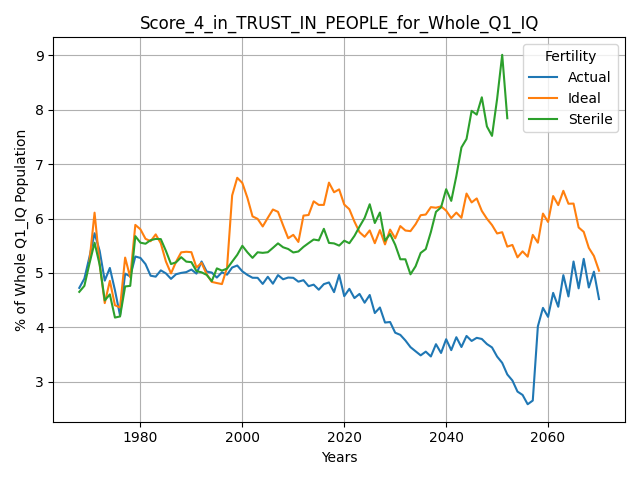 Score_4_in_TRUST_IN_PEOPLE_for_Whole_Q1_IQ
% of Whole Q1_IQ Population
9
8
7
6
5
4
3
Fertility
Actual
Ideal
Sterile
1980 2000 2020 2040 2060
Years